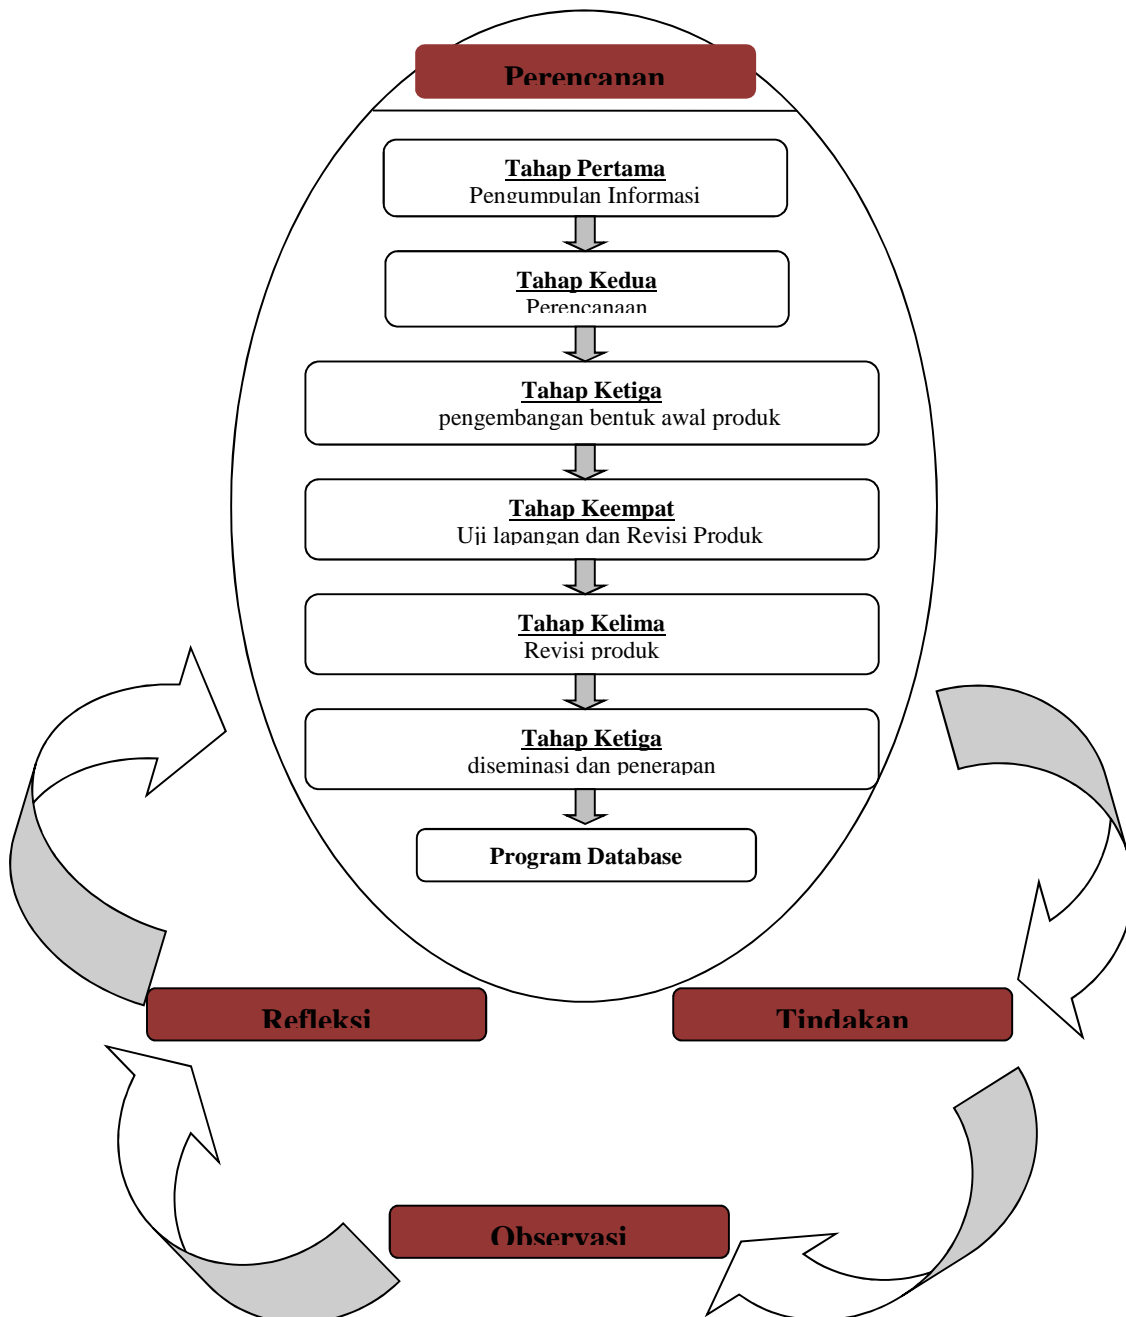 Perencanan
Tahap Pertama
Pengumpulan Informasi
Tahap Kedua
Perencanaan
Tahap Ketiga
pengembangan bentuk awal produk
Tahap Keempat
Uji lapangan dan Revisi Produk
Tahap Kelima
Revisi produk
Tahap Ketiga
diseminasi dan penerapan
Program Database
Refleksi
Tindakan
Observasi